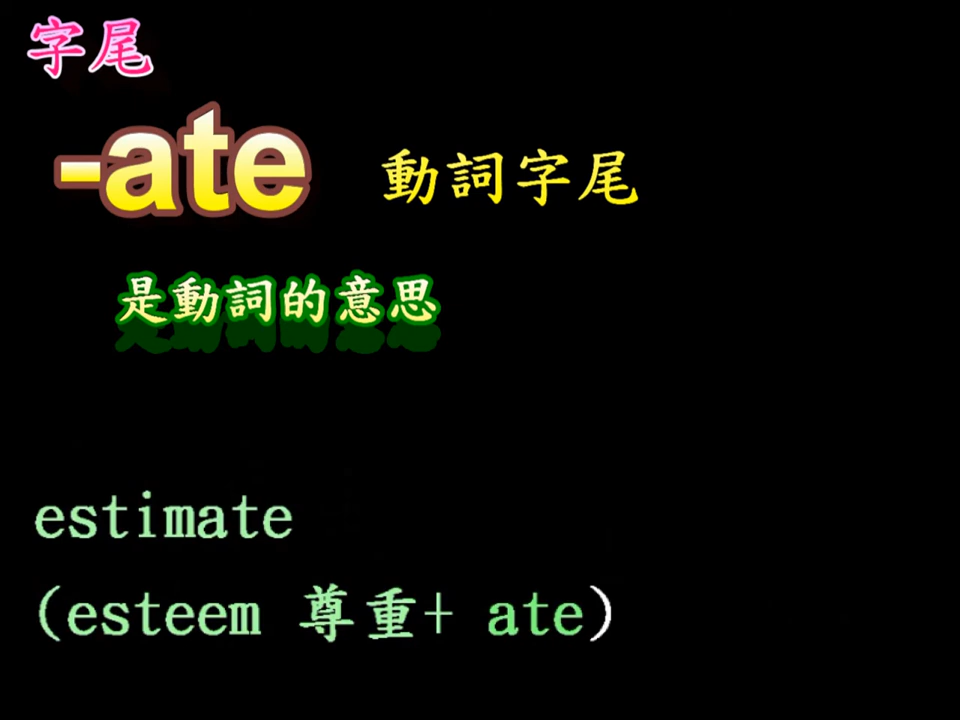 字尾
-ate 動詞字尾
是動詞的意思
estimate
(esteem 尊重+ ate)